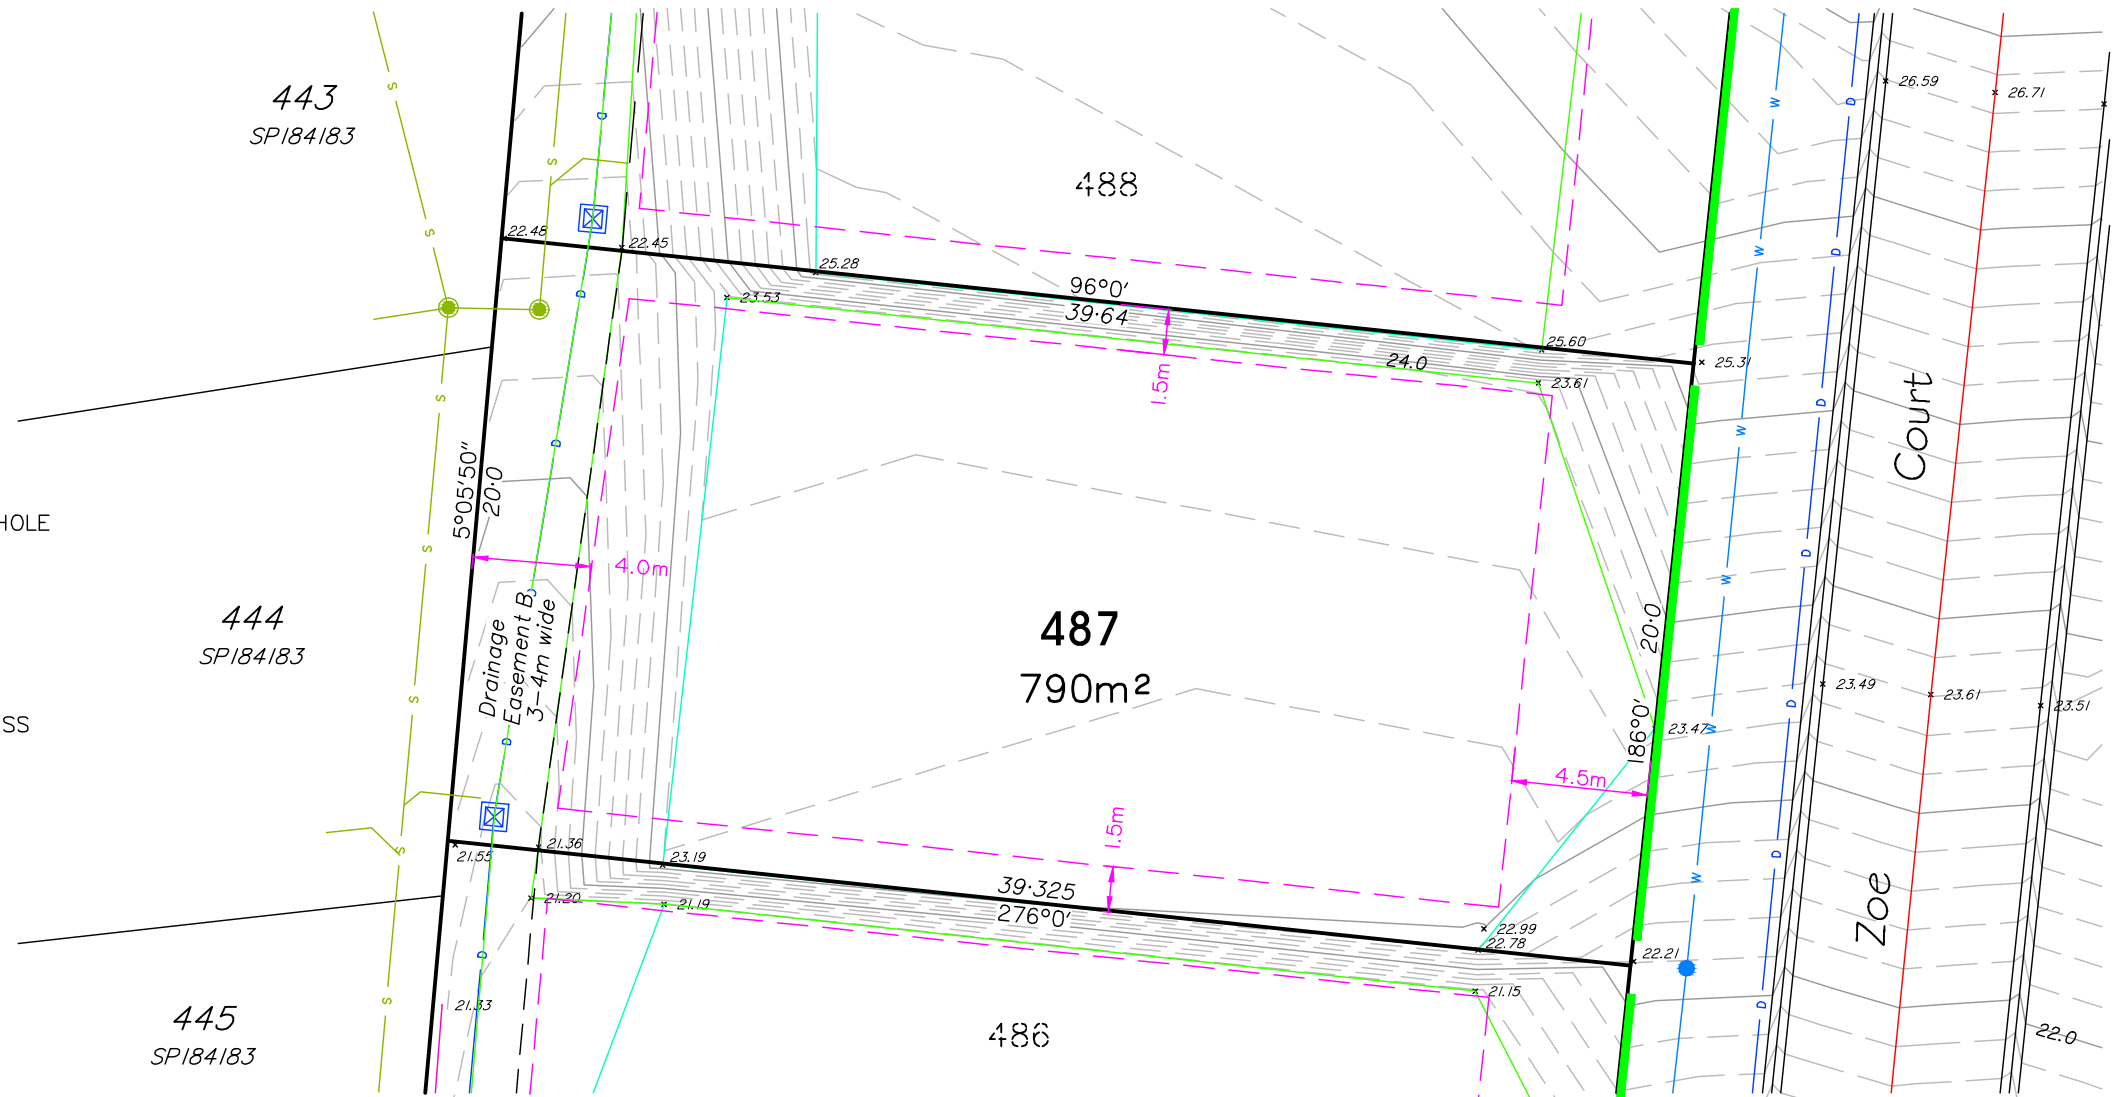 443
SP184183
488
26.59
26.71
22.48
22.45
25.28
23.53
96°0'
39·64
25.60
25.31
24.0
23.61
1.5m
Court
5°05'50"
20·0
HOLE
4.0m
444
SP184183
Drainage
Easement B
3-4m wide
487
790m²
20·0
186°0'
23.49
23.61
23.51
23.47
SS
4.5m
1.5m
21.55
21.36
23.19
39·325
276°0'
21.20
21.19
22.99
22.78
22.21
Zoe
21.33
21.15
445
SP184183
486
22.0
S
S
S
S
S
S
S
S
S
D
D
D
D
D
W
W
W
W
W
W
D
D
D
D
D
D
D
D